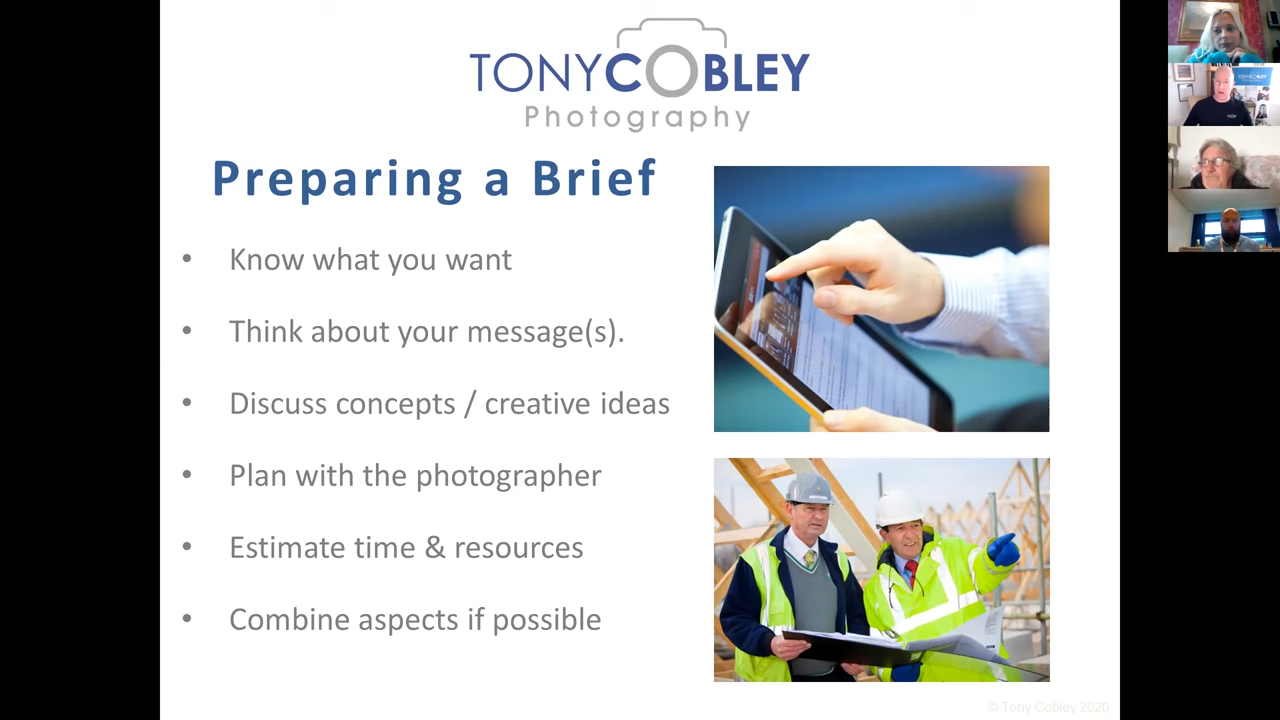 TONYCOBLEY
Photography
Preparing a Brief
• Know what you want
• Think about your message(s).
• Discuss concepts / creative ideas
• Plan with the photographer
• Estimate time & resources
• Combine aspects if possible
© Tony Cobley 2020
TONYCOBLEY